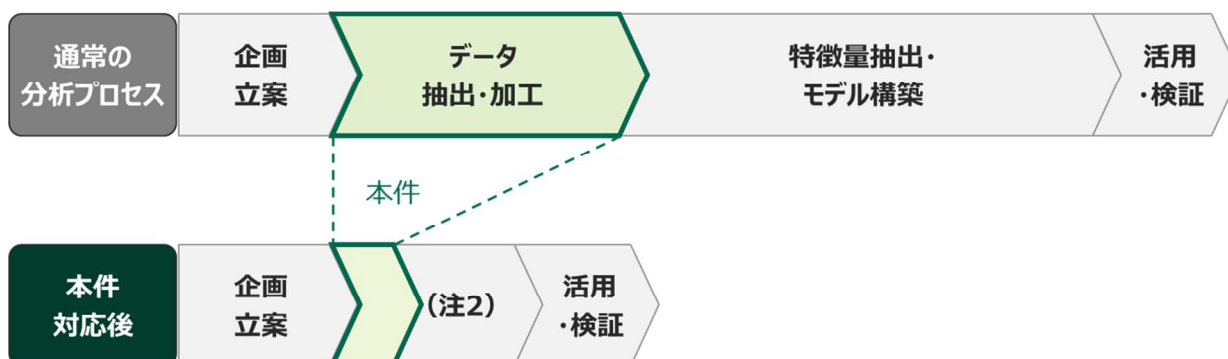 通常の
分析プロセス
企画
立案
データ
抽出・加工
特徴量抽出・
モデル構築
活用
・検証
本件
本件
対応後
企画
立案
（注2）
活用
・検証